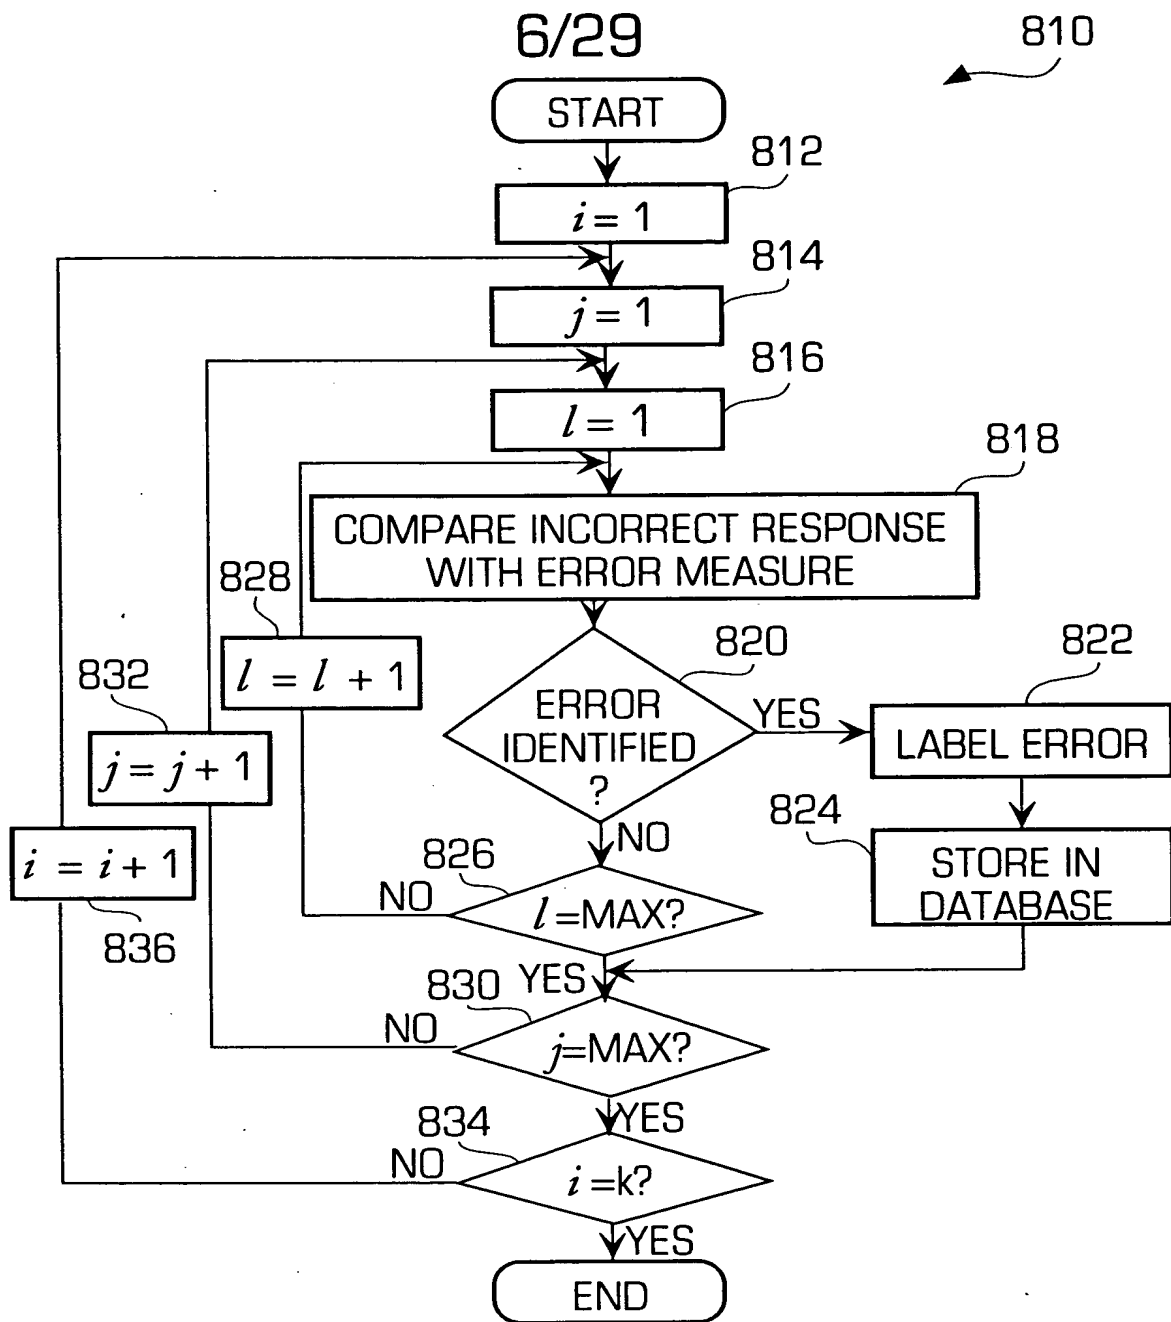 6/29
810
START
812
i = 1
814
j = 1
816
l = 1
818
COMPARE INCORRECT RESPONSE
WITH ERROR MEASURE
828
l = l + 1
820
ERROR
IDENTIFIED
?
YES
822
LABEL ERROR
832
j = j + 1
824
STORE IN
DATABASE
NO
i = i + 1
836
826
NO
l =MAX?
YES
830
NO
j=MAX?
YES
834
NO
i =k?
YES
END